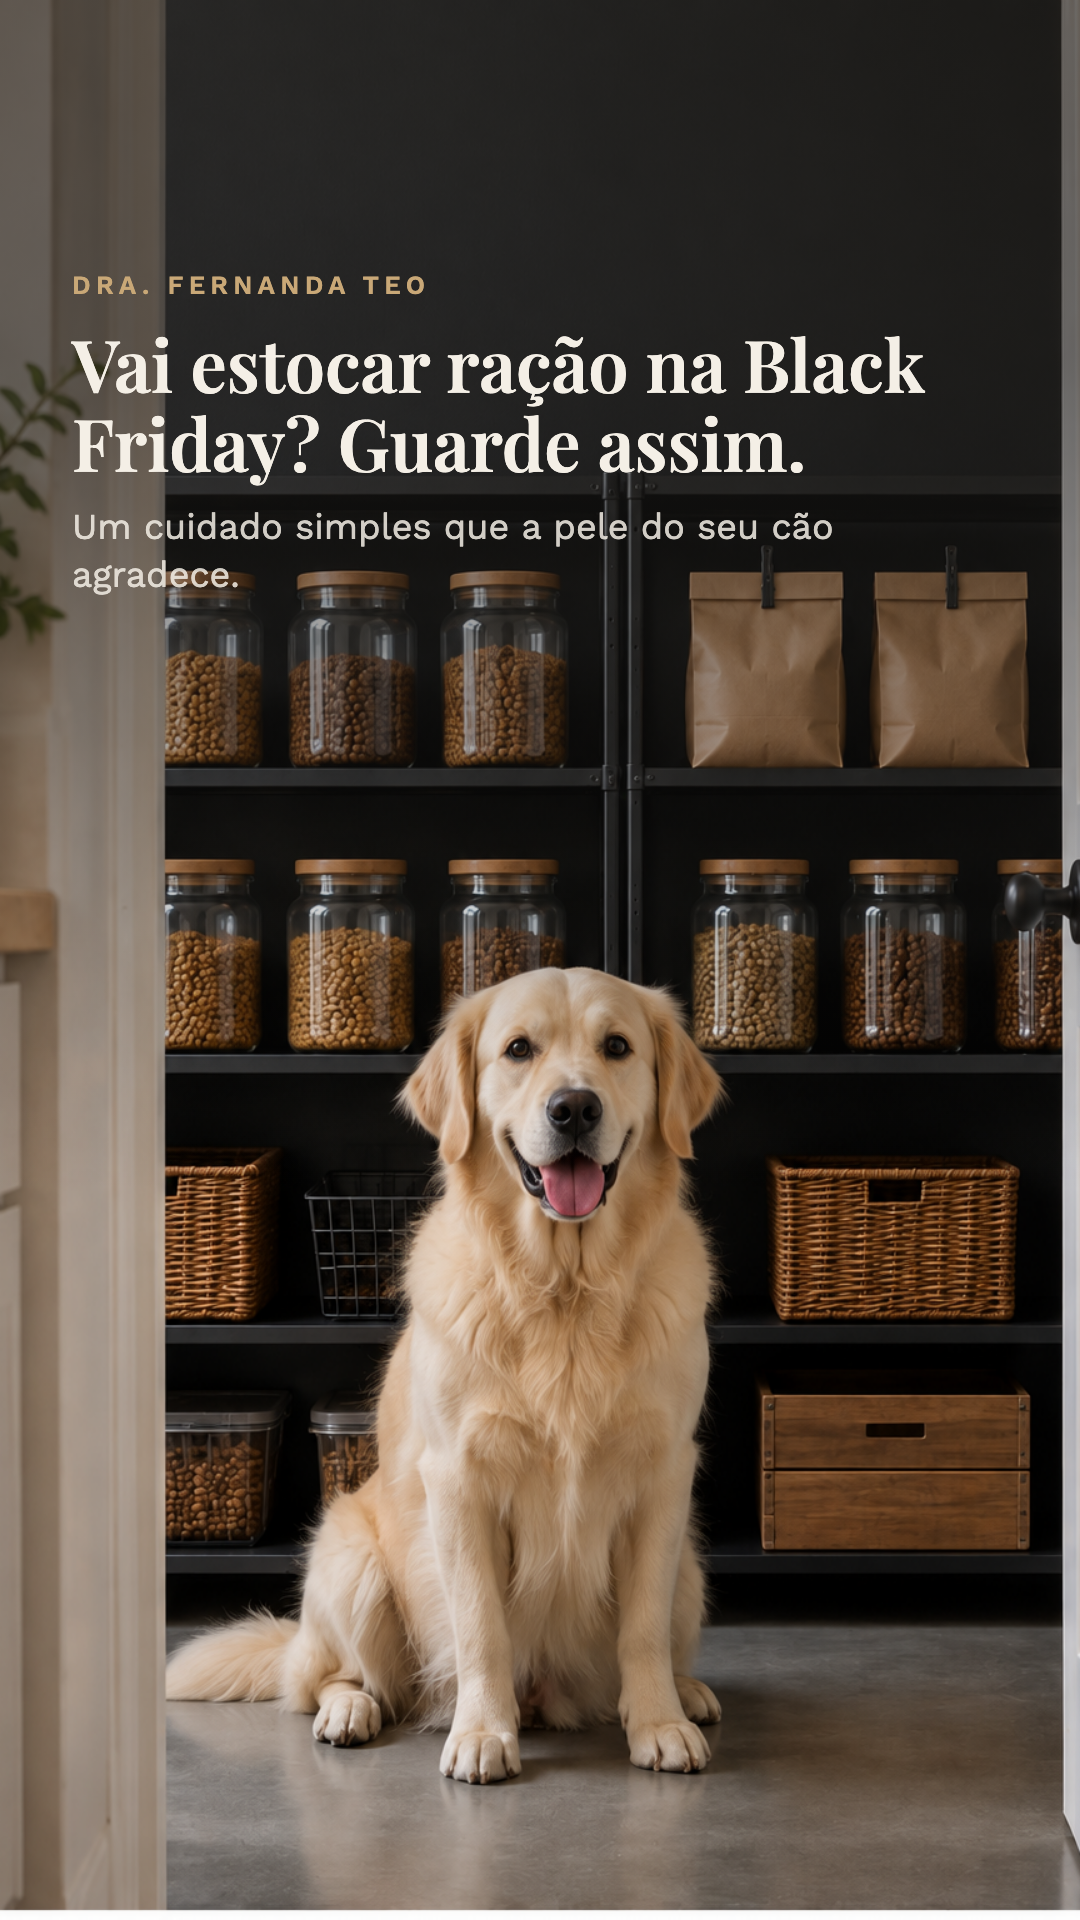 DRA. FERNANDA TEO
Vai estocar ração na Black
Friday? Guarde assim.
Um cuidado simples que a pele do seu cão
agradece.